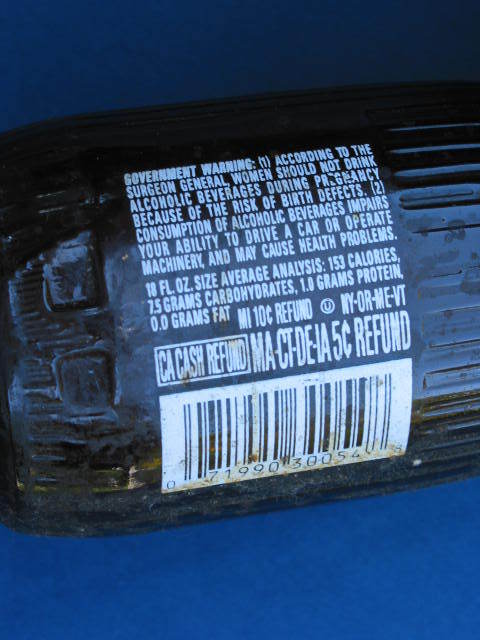 GOVERNMENT WARNING: (1) ACCORDING TO THE
SURGEON GENERAL, WOMEN SHOULD NOT DRINK
ALCOHOLIC BEVERAGES DURING PREGNANCY
BECAUSE OF THE RISK OF BIRTH DEFECTS. (2)
CONSUMPTION OF ALCOHOLIC BEVERAGES IMPAIRS
YOUR ABILITY TO DRIVE A CAR OR OPERATE
MACHINERY, AND MAY CAUSE HEALTH PROBLEMS
18 FL. OZ. SIZE AVERAGE ANALYSIS: 153 CALORIES,
7.5 GRAMS CARBOHYDRATES, 1.0 GRAMS PROTEIN,
0.0 GRAMS FAT MI 10¢ REFUND Ⓤ NY-OR-ME-VT
CA CASH REFUND MA-CT-DE-IA 5¢ REFUND
0 71990 30054 8